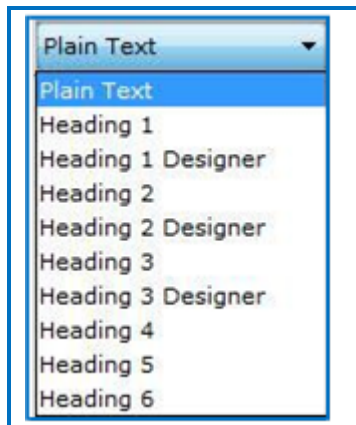 Plain Text
Plain Text
Heading 1
Heading 1 Designer
Heading 2
Heading 2 Designer
Heading 3
Heading 3 Designer
Heading 4
Heading 5
Heading 6